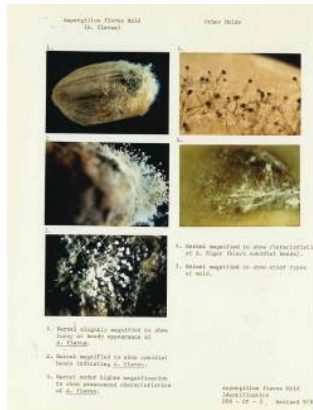 Aspergillus flavus Mold
(A. flavus)
Other Molds
1.
4.
2.
5.
3.
4. Kernel magnified to show characteristics
of A. Niger (black conidial heads).
5. Kernel magnified to show other types
of mold.
1. Kernel slightly magnified to show
fuzzy or heady appearance of
A. flavus.
2. Kernel magnified to show conidial
heads indicating A. flavus.
3. Kernel under higher magnification
to show pronounced characteristics
of A. flavus.
Aspergillus flavus Mold
Identification
Revised